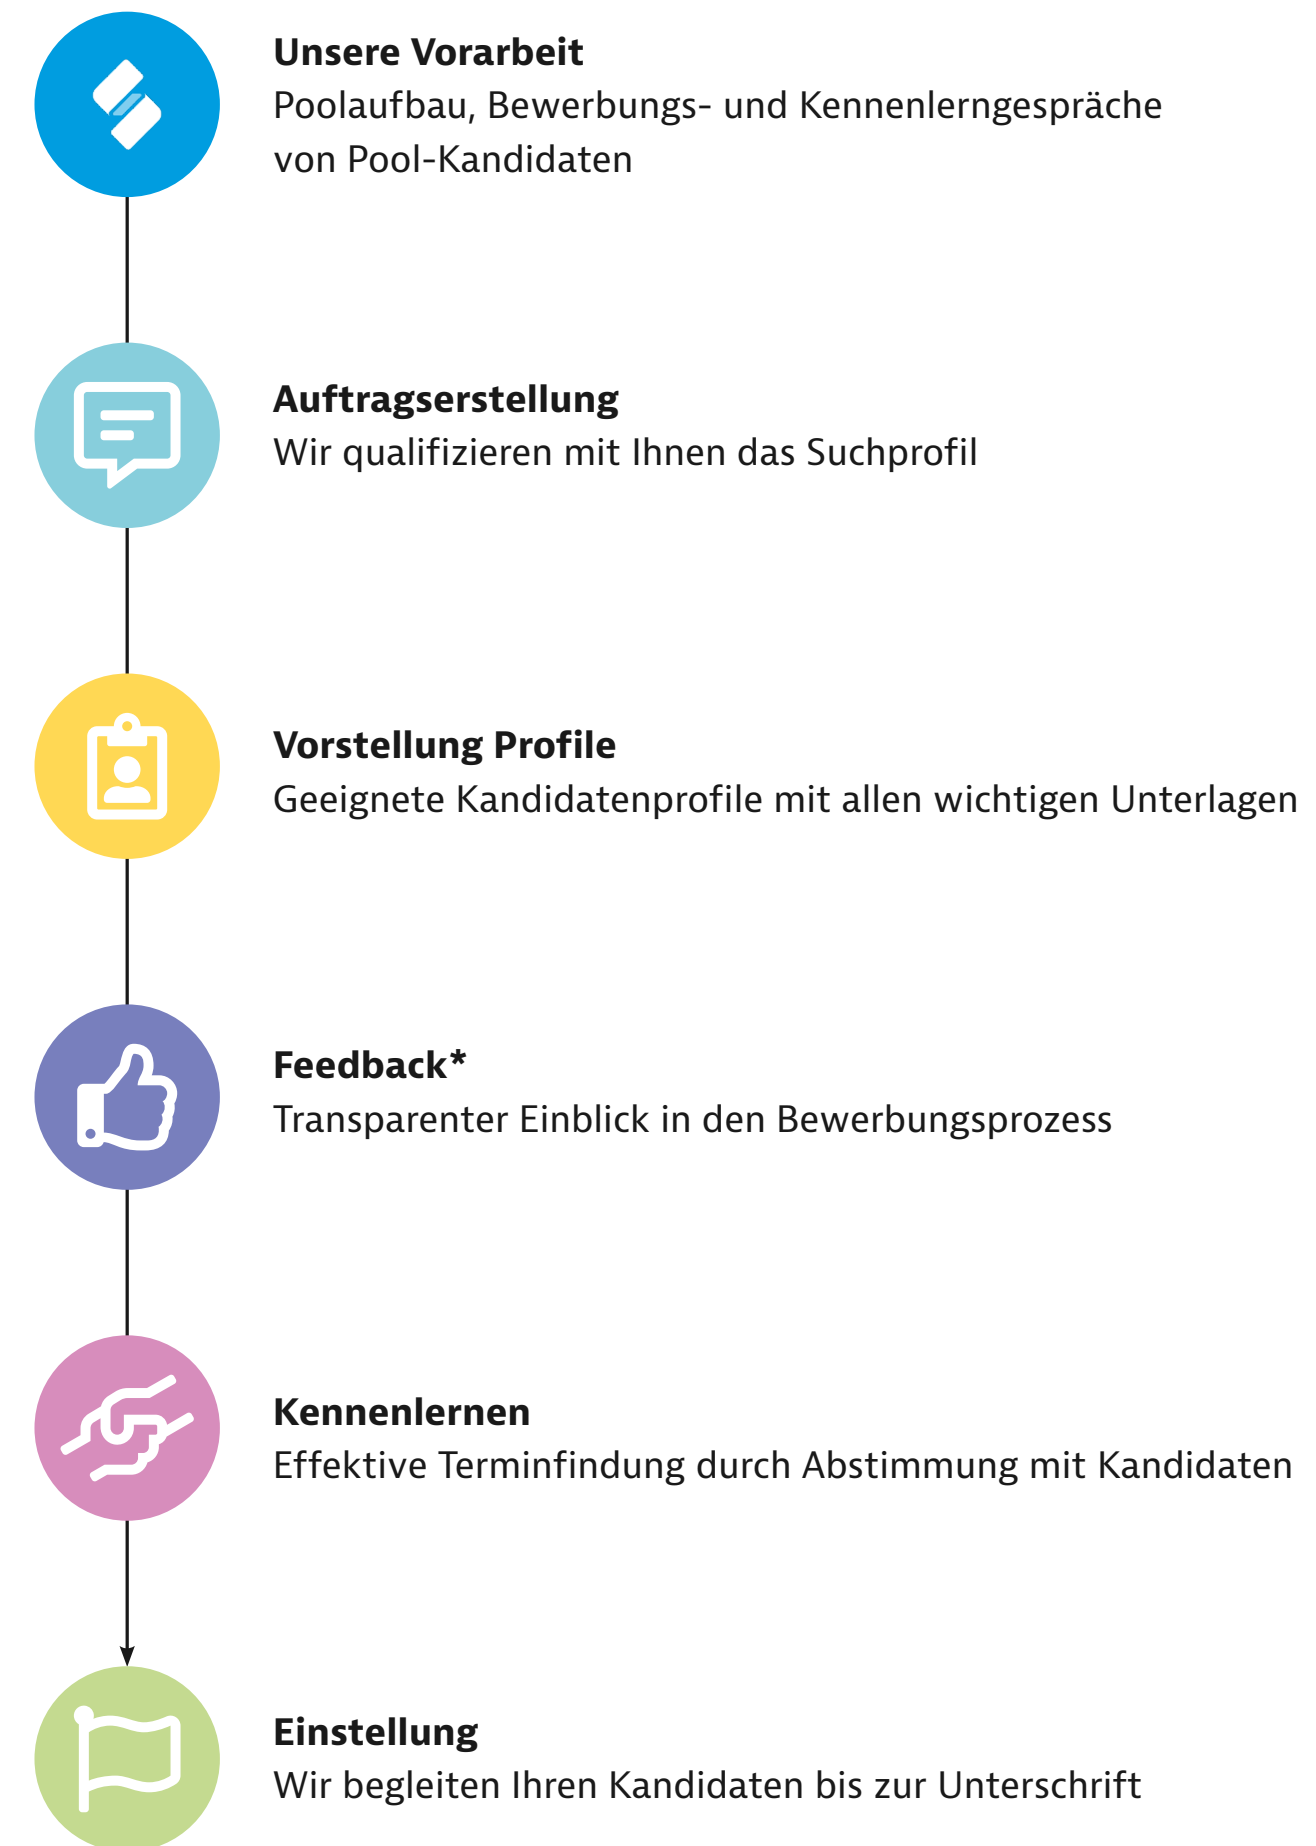 Unsere Vorarbeit
Poolaufbau, Bewerbungs- und Kennenlerngespräche
von Pool-Kandidaten
Auftragserstellung
Wir qualifizieren mit Ihnen das Suchprofil
Vorstellung Profile
Geeignete Kandidatenprofile mit allen wichtigen Unterlagen
Feedback*
Transparenter Einblick in den Bewerbungsprozess
Kennenlernen
Effektive Terminfindung durch Abstimmung mit Kandidaten
Einstellung
Wir begleiten Ihren Kandidaten bis zur Unterschrift